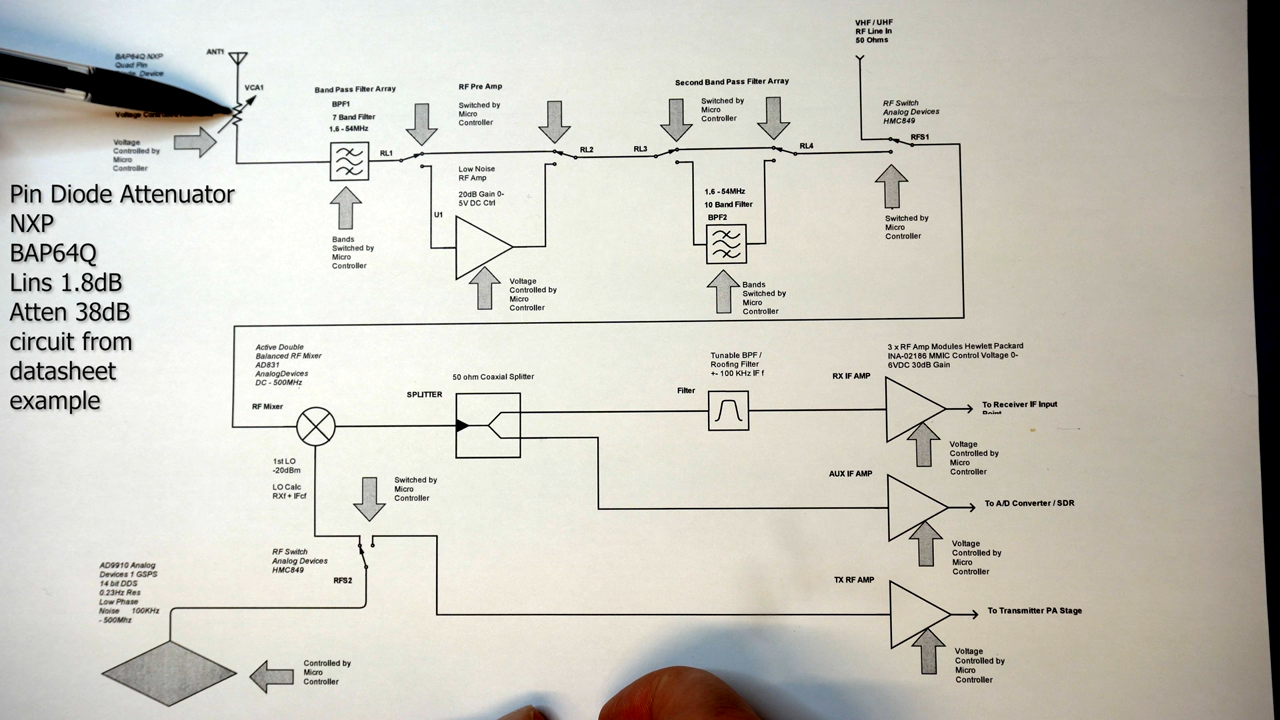 VHF / UHF
RF Line In
50 Ohms
ANT1
BAP64Q NXP
Quad Pin
Device
VCA1
Voltage
Voltage
Controlled by
Micro
Controller
Band Pass Filter Array
BPF1
7 Band Filter
1.6 - 54MHz
RL1
Bands
Switched by
Micro
Controller
RF Pre Amp
Switched by
Micro
Controller
RL2
Low Noise
RF Amp
20dB Gain 0-
5V DC Ctrl
U1
Voltage
Controlled by
Micro
Controller
Second Band Pass Filter Array
Switched by
Micro
Controller
RL3
RL4
1.6 - 54MHz
10 Band Filter
BPF2
Bands
Switched by
Micro
Controller
RF Switch
Analog Devices
HMC849
RFS1
Switched by
Micro
Controller
Pin Diode Attenuator
NXP
BAP64Q
Lins 1.8dB
Atten 38dB
circuit from
datasheet
example
Active Double
Balanced RF Mixer
AD831
AnalogDevices
DC - 500MHz
RF Mixer
50 ohm Coaxial Splitter
SPLITTER
Tunable BPF /
Roofing Filter
+- 100 KHz IF f
Filter
3 x RF Amp Modules Hewlett Packard
INA-02186 MMIC Control Voltage 0-
6VDC 30dB Gain
RX IF AMP
To Receiver IF Input
Point
Voltage
Controlled by
Micro
Controller
1st LO
-20dBm
LO Calc
RXf + IFcf
Switched by
Micro
Controller
AUX IF AMP
To A/D Converter / SDR
Voltage
Controlled by
Micro
Controller
RF Switch
Analog Devices
HMC849
RFS2
AD9910 Analog
Devices 1 GSPS
14 bit DDS
0.23Hz Res
Low Phase
Noise 100KHz
- 500Mhz
Controlled by
Micro
Controller
TX RF AMP
To Transmitter PA Stage
Voltage
Controlled by
Micro
Controller